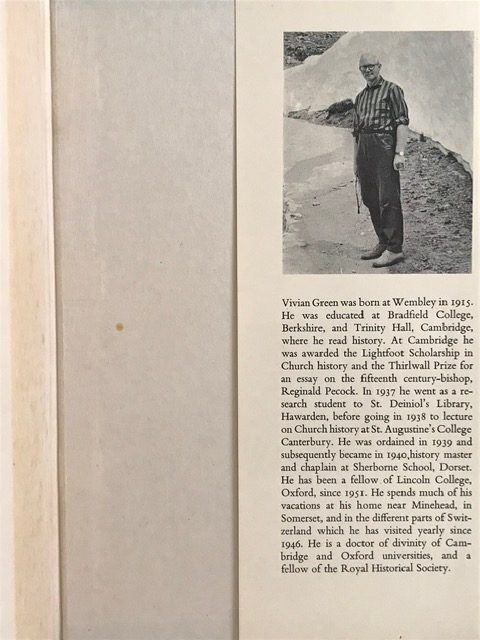 Vivian Green was born at Wembley in 1915.
He was educated at Bradfield College,
Berkshire, and Trinity Hall, Cambridge,
where he read history. At Cambridge he
was awarded the Lightfoot Scholarship in
Church history and the Thirlwall Prize for
an essay on the fifteenth century-bishop,
Reginald Pecock. In 1937 he went as a re-
search student to St. Deiniol's Library,
Hawarden, before going in 1938 to lecture
on Church history at St. Augustine's College
Canterbury. He was ordained in 1939 and
subsequently became in 1940,history master
and chaplain at Sherborne School, Dorset.
He has been a fellow of Lincoln College,
Oxford, since 1951. He spends much of his
vacations at his home near Minehead, in
Somerset, and in the different parts of Swit-
zerland which he has visited yearly since
1946. He is a doctor of divinity of Cam-
bridge and Oxford universities, and a
fellow of the Royal Historical Society.